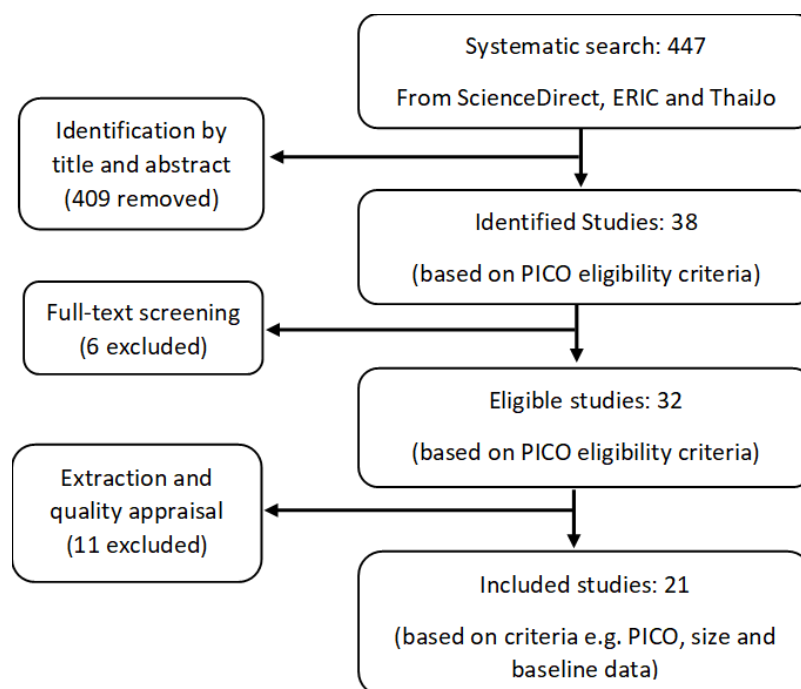 Systematic search: 447
From ScienceDirect, ERIC and ThaiJo
Identification by
title and abstract
(409 removed)
Identified Studies: 38
(based on PICO eligibility criteria)
Full-text screening
(6 excluded)
Eligible studies: 32
(based on PICO eligibility criteria)
Extraction and
quality appraisal
(11 excluded)
Included studies: 21
(based on criteria e.g. PICO, size and
baseline data)